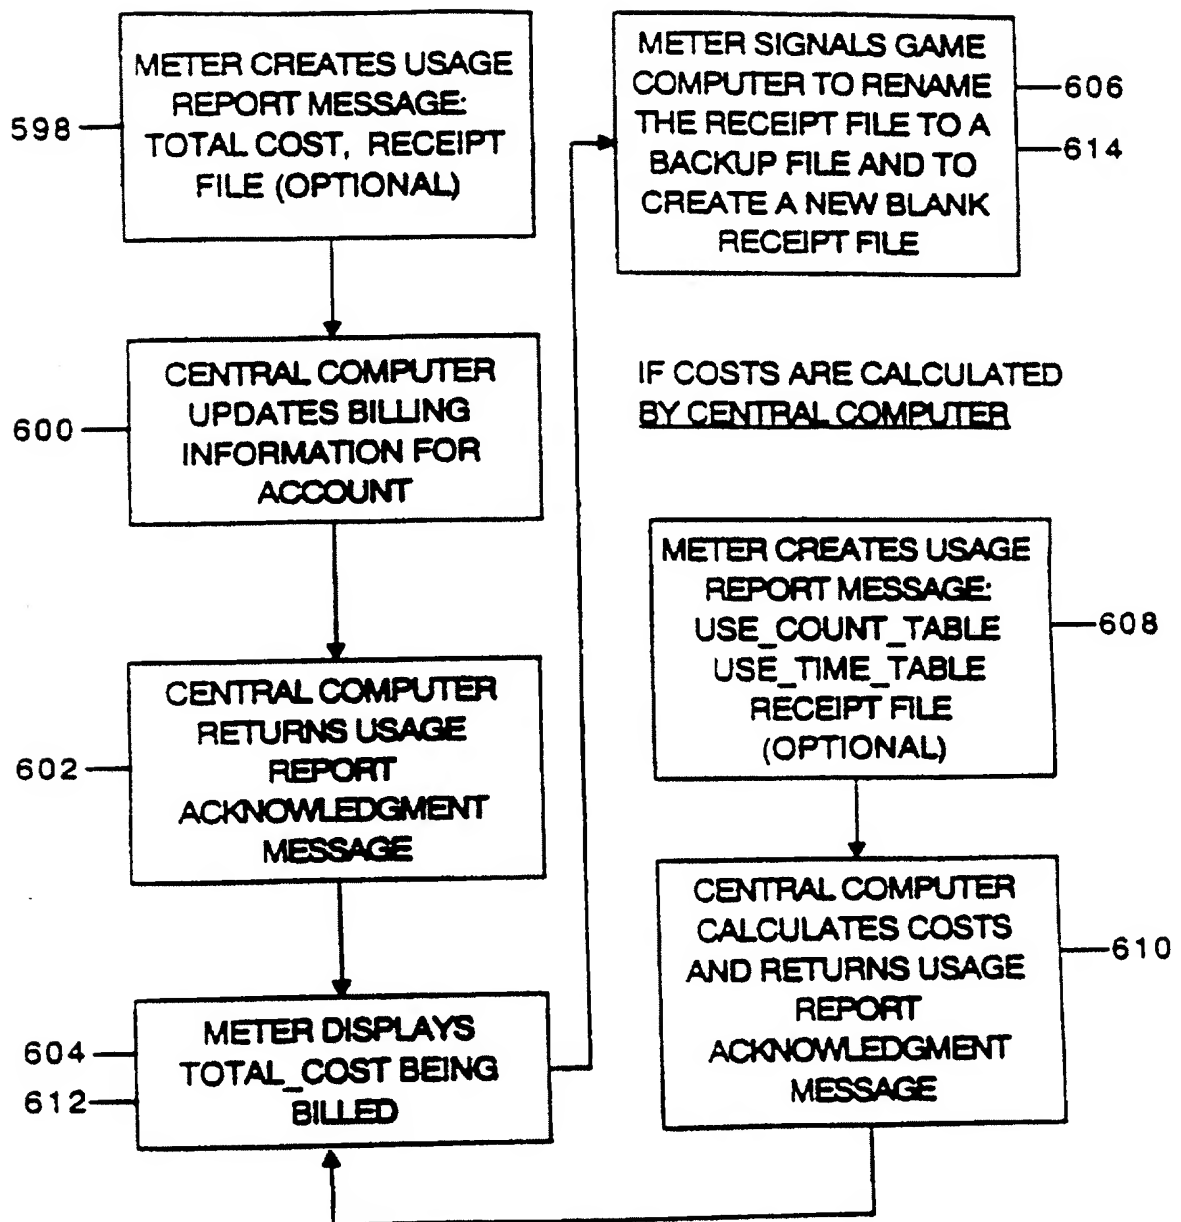 METER CREATES USAGE
REPORT MESSAGE:
TOTAL COST, RECEIPT
FILE (OPTIONAL)
598
CENTRAL COMPUTER
UPDATES BILLING
INFORMATION FOR
ACCOUNT
600
CENTRAL COMPUTER
RETURNS USAGE
REPORT
ACKNOWLEDGMENT
MESSAGE
602
METER DISPLAYS
TOTAL_COST BEING
BILLED
604
612
METER SIGNALS GAME
COMPUTER TO RENAME
THE RECEIPT FILE TO A
BACKUP FILE AND TO
CREATE A NEW BLANK
RECEIPT FILE
606
614
IF COSTS ARE CALCULATED
BY CENTRAL COMPUTER
METER CREATES USAGE
REPORT MESSAGE:
USE_COUNT_TABLE
USE_TIME_TABLE
RECEIPT FILE
(OPTIONAL)
608
CENTRAL COMPUTER
CALCULATES COSTS
AND RETURNS USAGE
REPORT
ACKNOWLEDGMENT
MESSAGE
610